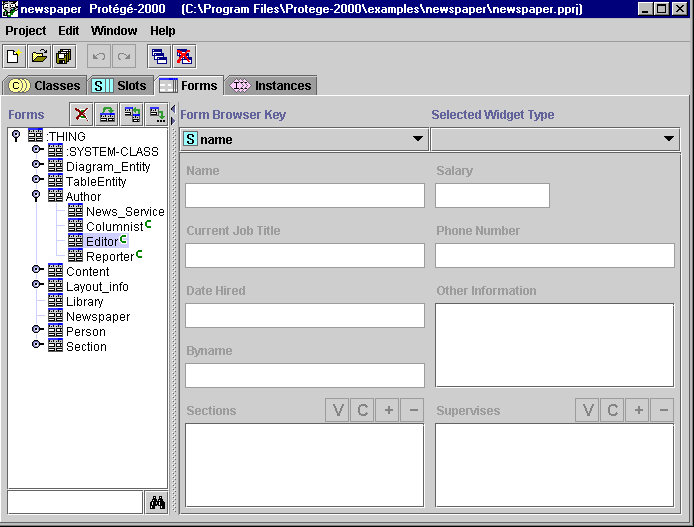 newspaper Protégé-2000 (C:\Program Files\Protege-2000\examples\newspaper\newspaper.pprj)
Project Edit Window Help
C Classes S Slots Forms I Instances
Forms
Form Browser Key
Selected Widget Type
S name
:THING
:SYSTEM-CLASS
Diagram_Entity
TableEntity
Author
News_Service
Columnist C
Editor C
Reporter C
Content
Layout_info
Library
Newspaper
Person
Section
Name
Salary
Current Job Title
Phone Number
Date Hired
Other Information
Byname
Sections V C + −
Supervises V C + −